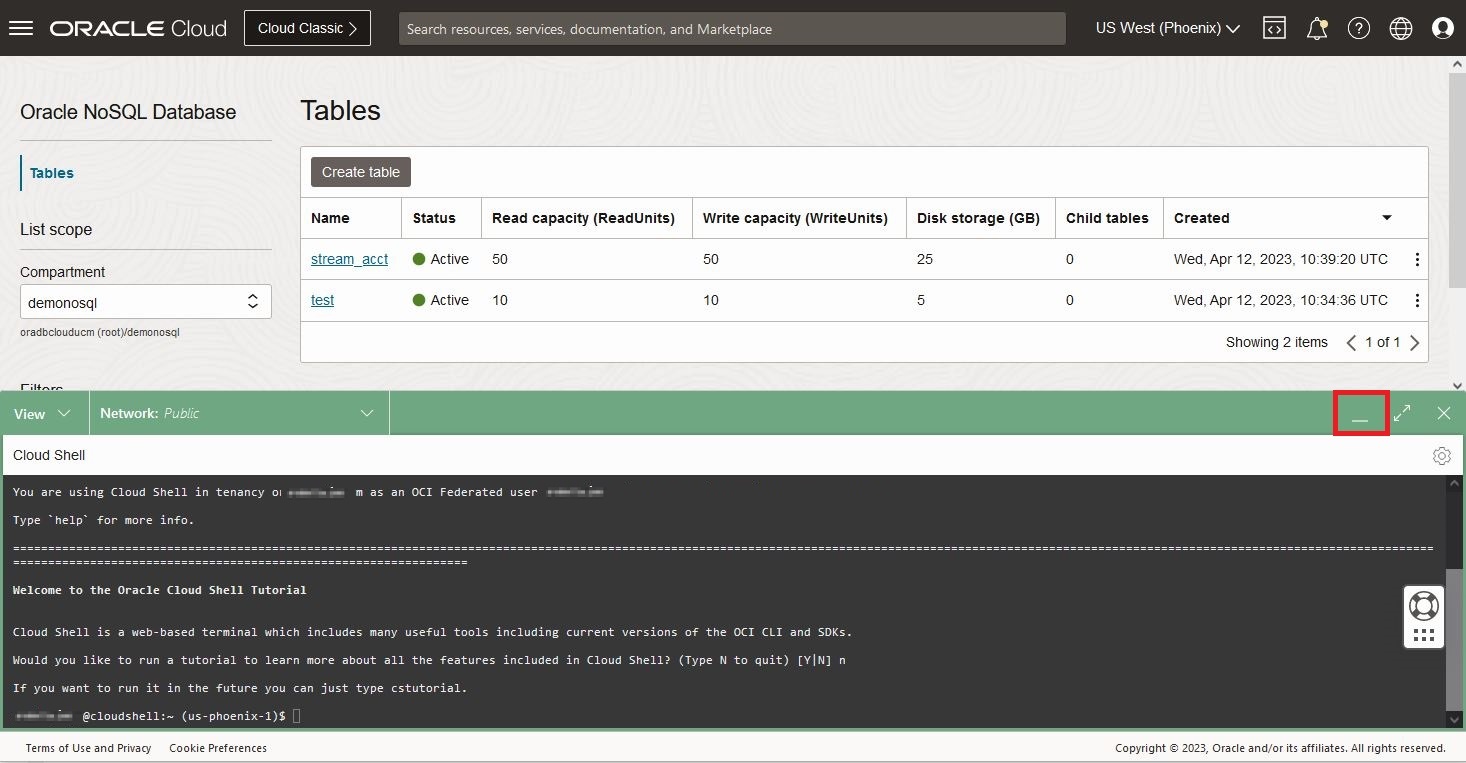 ORACLE Cloud
Cloud Classic
Search resources, services, documentation, and Marketplace
US West (Phoenix)
Oracle NoSQL Database
Tables
List scope
Compartment
demonosql
oradbclouducm (root)/demonosql
Filters
Tables
Create table
Name Status Read capacity (ReadUnits) Write capacity (WriteUnits) Disk storage (GB) Child tables Created
stream_acct Active 50 50 25 0 Wed, Apr 12, 2023, 10:39:20 UTC
test Active 10 10 5 0 Wed, Apr 12, 2023, 10:34:36 UTC
Showing 2 items 1 of 1
View Network: Public
Cloud Shell
You are using Cloud Shell in tenancy m as an OCI Federated user
Type `help` for more info.
Welcome to the Oracle Cloud Shell Tutorial
Cloud Shell is a web-based terminal which includes many useful tools including current versions of the OCI CLI and SDKs.
Would you like to run a tutorial to learn more about all the features included in Cloud Shell? (Type N to quit) [Y|N] n
If you want to run it in the future you can just type cstutorial.
@cloudshell:~ (us-phoenix-1)$
Terms of Use and Privacy Cookie Preferences
Copyright © 2023, Oracle and/or its affiliates. All rights reserved.